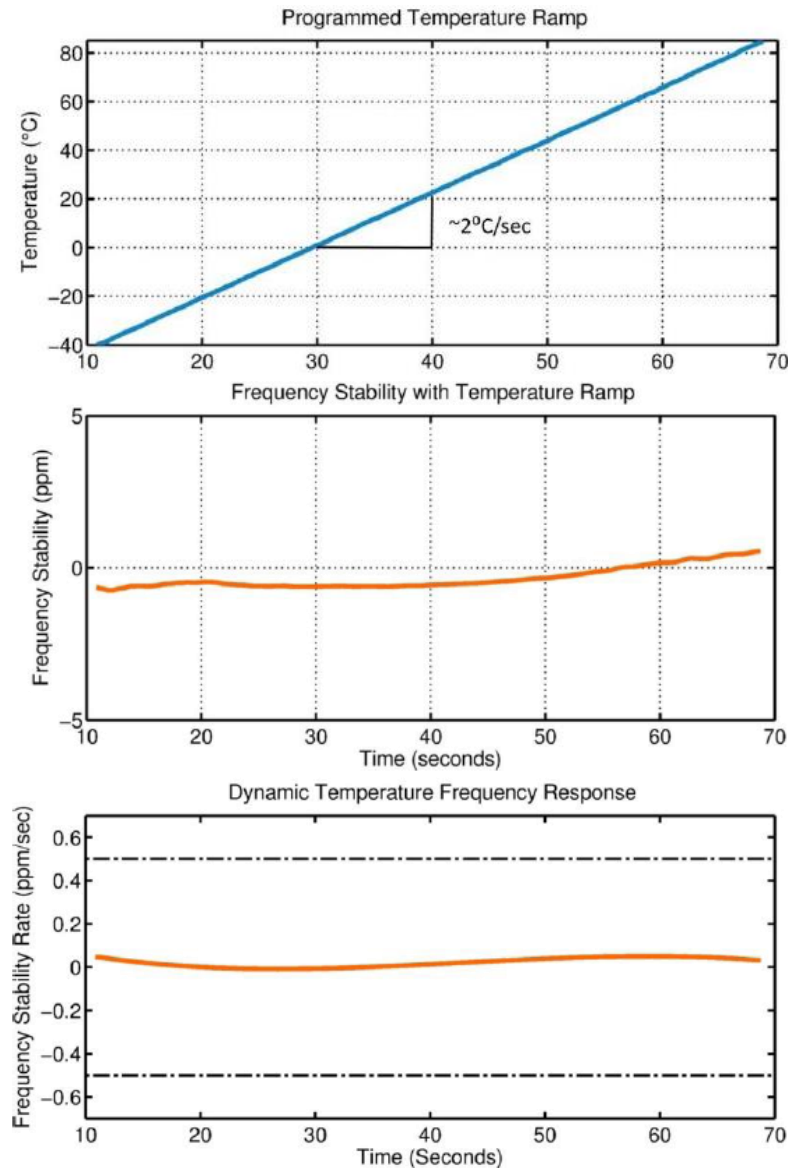 Programmed Temperature Ramp
Temperature (°C)
80
60
40
20
0
−20
−40
~2⁰C/sec
10 20 30 40 50 60 70
Frequency Stability with Temperature Ramp
Frequency Stability (ppm)
5
0
−5
10 20 30 40 50 60 70
Time (seconds)
Dynamic Temperature Frequency Response
Frequency Stability Rate (ppm/sec)
0.6
0.4
0.2
0
−0.2
−0.4
−0.6
10 20 30 40 50 60 70
Time (Seconds)